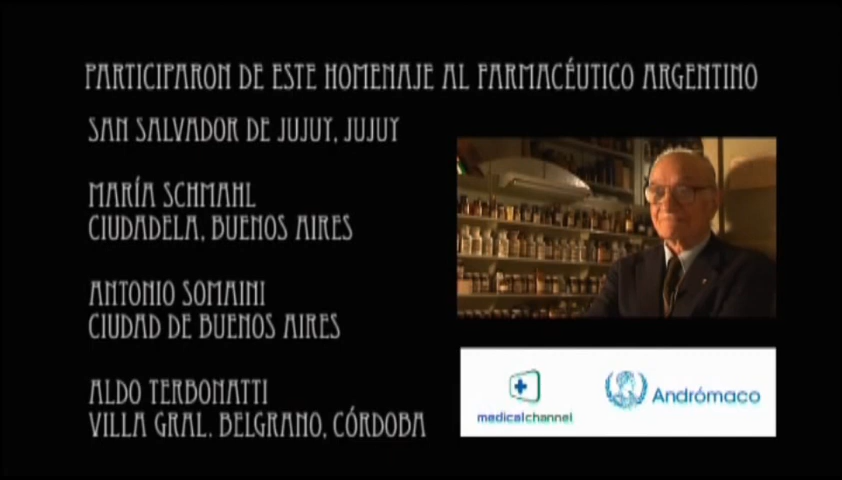 PARTICIPARON DE ESTE HOMENAJE AL FARMACÉUTICO ARGENTINO
SAN SALVADOR DE JUJUY, JUJUY
MARÍA SCHMAHL
CIUDADELA, BUENOS AIRES
ANTONIO SOMAINI
CIUDAD DE BUENOS AIRES
ALDO TERBONATTI
VILLA GRAL. BELGRANO, CÓRDOBA
medicalchannel
Andrómaco